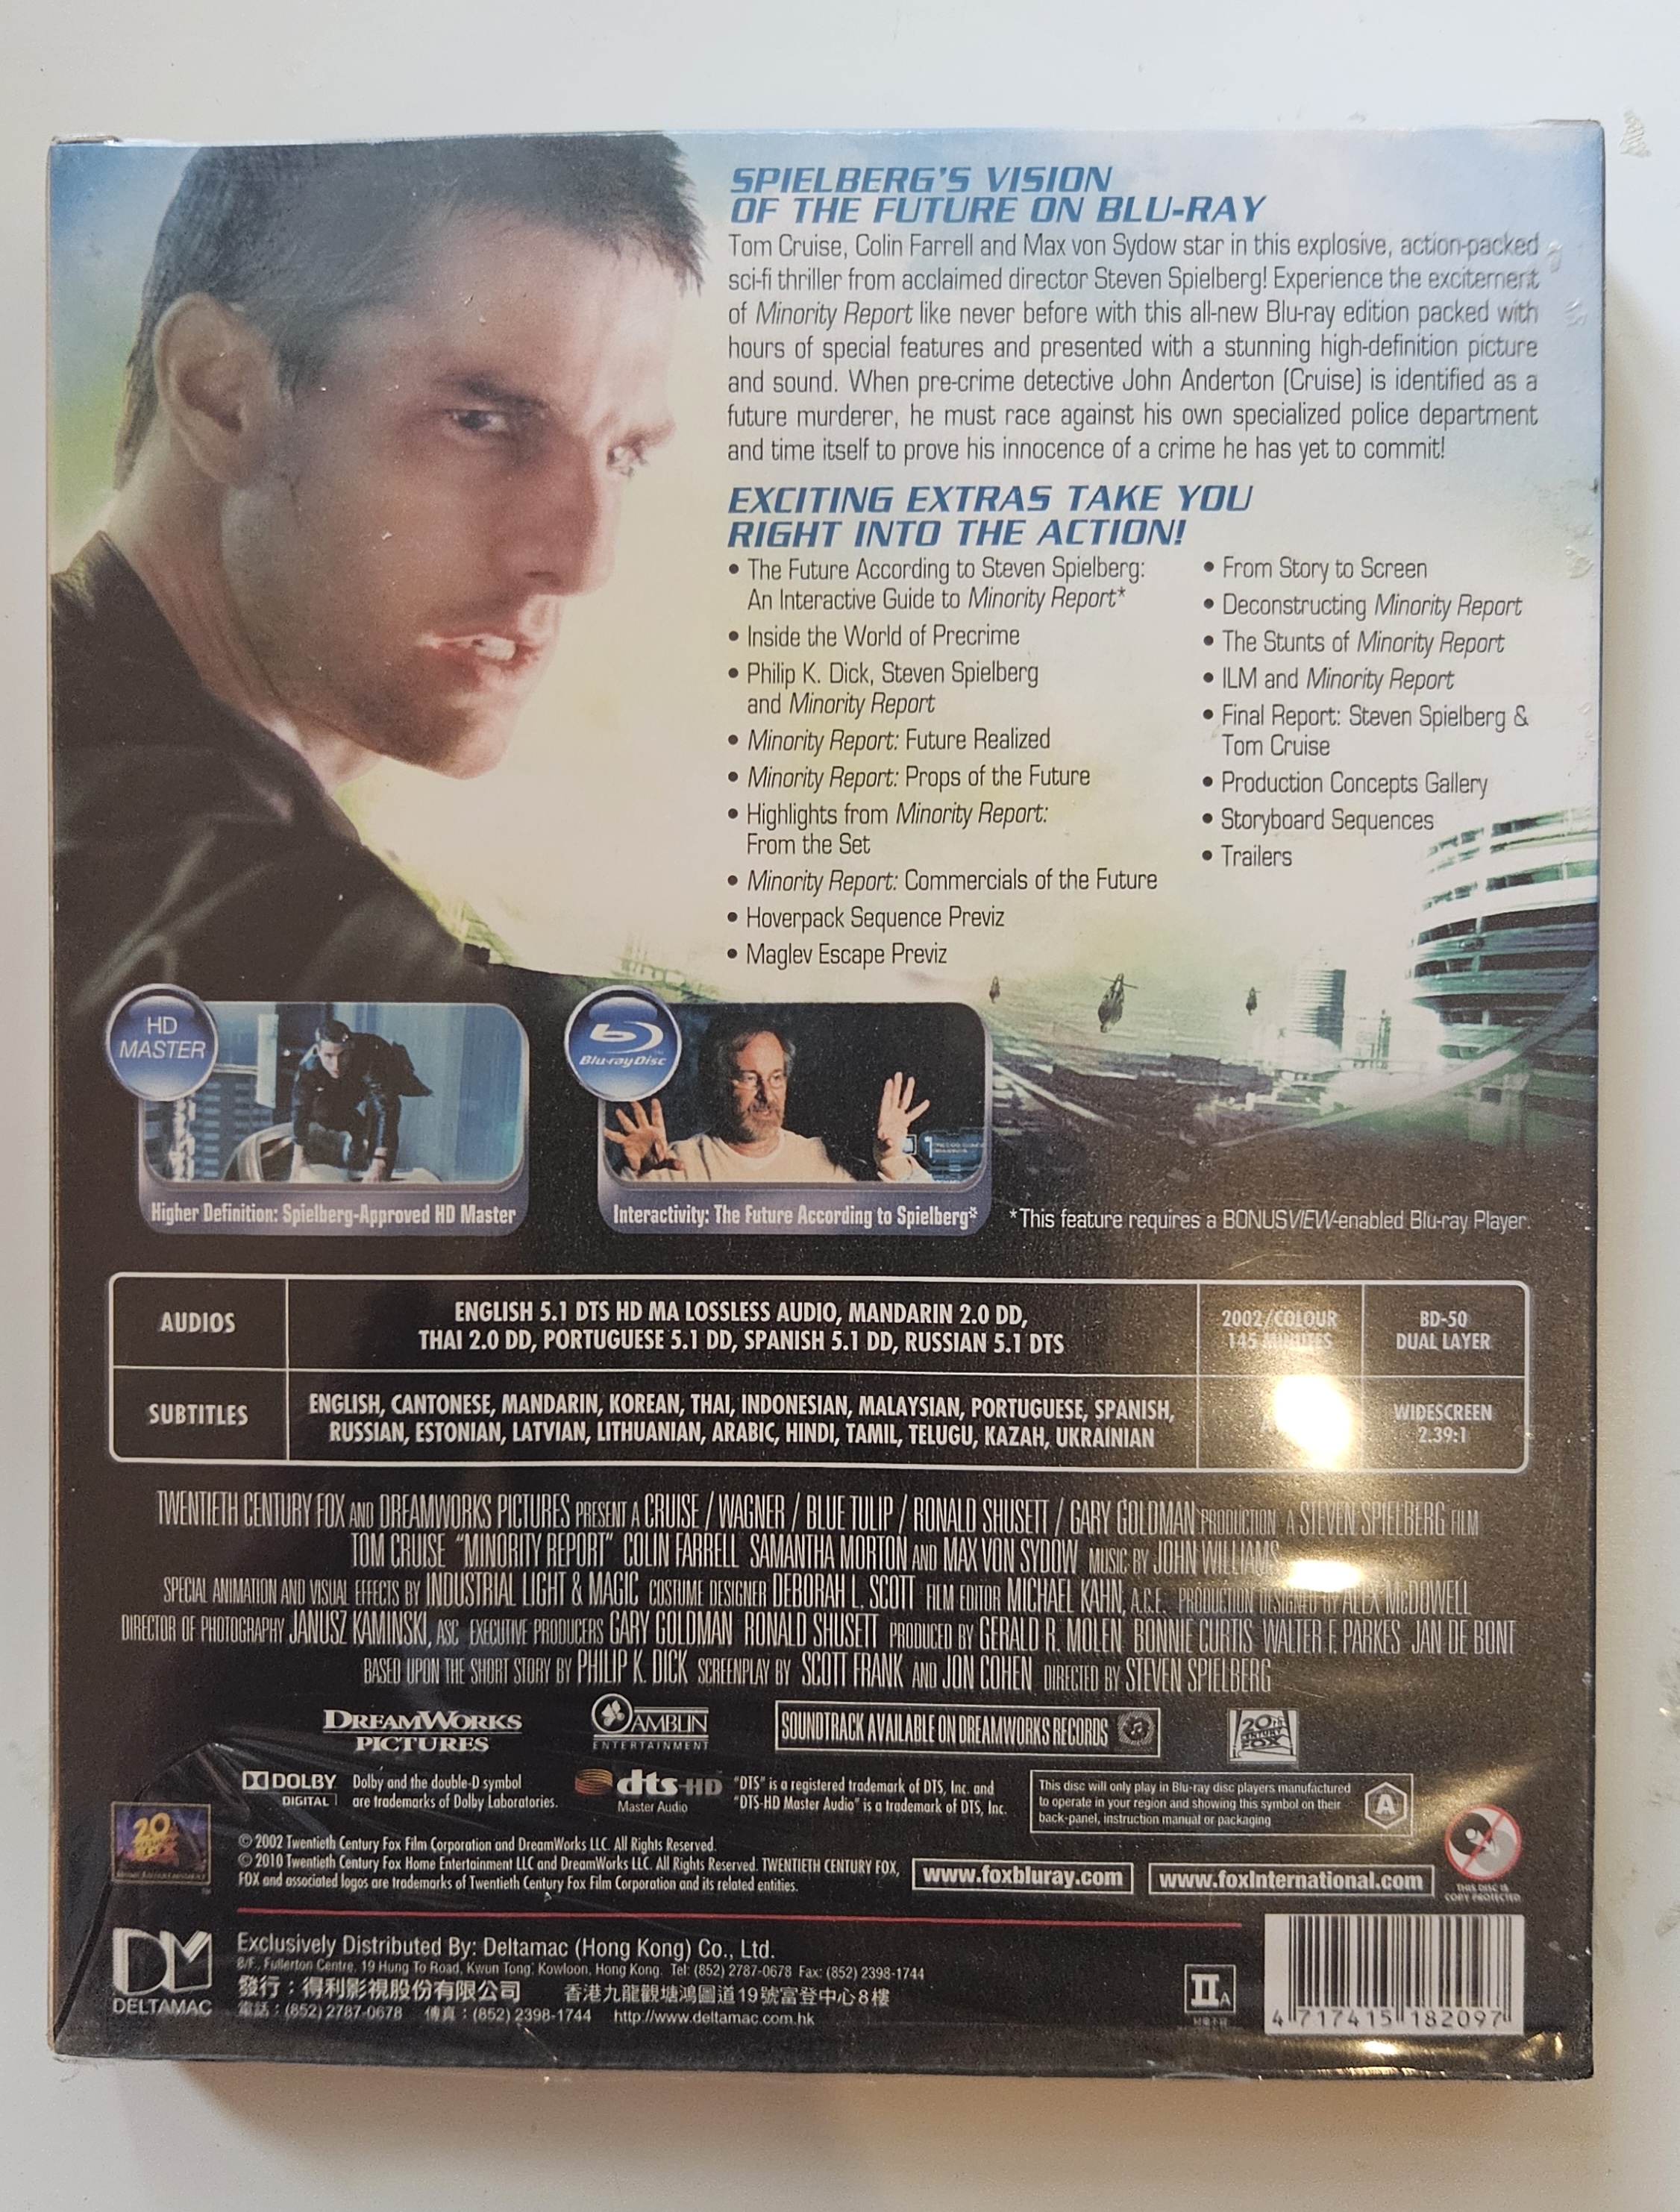 SPIELBERG'S VISION
OF THE FUTURE ON BLU-RAY
Tom Cruise, Colin Farrell and Max von Sydow star in this explosive, action-packed
sci-fi thriller from acclaimed director Steven Spielberg! Experience the excitement
of Minority Report like never before with this all-new Blu-ray edition packed with
hours of special features and presented with a stunning high-definition picture
and sound. When pre-crime detective John Anderton (Cruise) is identified as a
future murderer, he must race against his own specialized police department
and time itself to prove his innocence of a crime he has yet to commit!
EXCITING EXTRAS TAKE YOU
RIGHT INTO THE ACTION!
• The Future According to Steven Spielberg:
An Interactive Guide to Minority Report*
• Inside the World of Precrime
• Philip K. Dick, Steven Spielberg
and Minority Report
• Minority Report: Future Realized
• Minority Report: Props of the Future
• Highlights from Minority Report:
From the Set
• Minority Report: Commercials of the Future
• Hoverpack Sequence Previz
• Maglev Escape Previz
• From Story to Screen
• Deconstructing Minority Report
• The Stunts of Minority Report
• ILM and Minority Report
• Final Report: Steven Spielberg &
Tom Cruise
• Production Concepts Gallery
• Storyboard Sequences
• Trailers
HD
MASTER
Higher Definition: Spielberg-Approved HD Master
Blu-ray Disc
Interactivity: The Future According to Spielberg*
*This feature requires a BONUSVIEW-enabled Blu-ray Player.
AUDIOS
ENGLISH 5.1 DTS HD MA LOSSLESS AUDIO, MANDARIN 2.0 DD,
THAI 2.0 DD, PORTUGUESE 5.1 DD, SPANISH 5.1 DD, RUSSIAN 5.1 DTS
2002/COLOUR
145 MINUTES
BD-50
DUAL LAYER
SUBTITLES
ENGLISH, CANTONESE, MANDARIN, KOREAN, THAI, INDONESIAN, MALAYSIAN, PORTUGUESE, SPANISH,
RUSSIAN, ESTONIAN, LATVIAN, LITHUANIAN, ARABIC, HINDI, TAMIL, TELUGU, KAZAH, UKRAINIAN
WIDESCREEN
2.39:1
TWENTIETH CENTURY FOX AND DREAMWORKS PICTURES PRESENT A CRUISE / WAGNER / BLUE TULIP / RONALD SHUSETT / GARY GOLDMAN PRODUCTION A STEVEN SPIELBERG FILM
TOM CRUISE "MINORITY REPORT" COLIN FARRELL SAMANTHA MORTON AND MAX VON SYDOW MUSIC BY JOHN WILLIAMS
SPECIAL ANIMATION AND VISUAL EFFECTS BY INDUSTRIAL LIGHT & MAGIC COSTUME DESIGNER DEBORAH L. SCOTT FILM EDITOR MICHAEL KAHN, A.C.E. PRODUCTION DESIGNED BY ALEX McDOWELL
DIRECTOR OF PHOTOGRAPHY JANUSZ KAMINSKI, ASC EXECUTIVE PRODUCERS GARY GOLDMAN RONALD SHUSETT PRODUCED BY GERALD R. MOLEN BONNIE CURTIS WALTER F. PARKES JAN DE BONT
BASED UPON THE SHORT STORY BY PHILIP K. DICK SCREENPLAY BY SCOTT FRANK AND JON COHEN DIRECTED BY STEVEN SPIELBERG
DREAMWORKS
PICTURES
AMBLIN
ENTERTAINMENT
SOUNDTRACK AVAILABLE ON DREAMWORKS RECORDS
20TH
CENTURY
FOX
DOLBY
DIGITAL
Dolby and the double-D symbol
are trademarks of Dolby Laboratories.
dts-HD
Master Audio
"DTS" is a registered trademark of DTS, Inc. and
"DTS-HD Master Audio" is a trademark of DTS, Inc.
This disc will only play in Blu-ray disc players manufactured
to operate in your region and showing this symbol on their
back-panel, instruction manual or packaging
A
© 2002 Twentieth Century Fox Film Corporation and DreamWorks LLC. All Rights Reserved.
© 2010 Twentieth Century Fox Home Entertainment LLC and DreamWorks LLC. All Rights Reserved. TWENTIETH CENTURY FOX,
FOX and associated logos are trademarks of Twentieth Century Fox Film Corporation and its related entities.
www.foxbluray.com
www.foxInternational.com
THIS DISC IS
COPY PROTECTED
DELTAMAC
Exclusively Distributed By: Deltamac (Hong Kong) Co., Ltd.
8/F., Fullerton Centre, 19 Hung To Road, Kwun Tong, Kowloon, Hong Kong. Tel: (852) 2787-0678 Fax: (852) 2398-1744
發行：得利影視股份有限公司 香港九龍觀塘鴻圖道19號富登中心8樓
電話：(852) 2787-0678 傳真：(852) 2398-1744 http://www.deltamac.com.hk
IIA
4 717415 182097